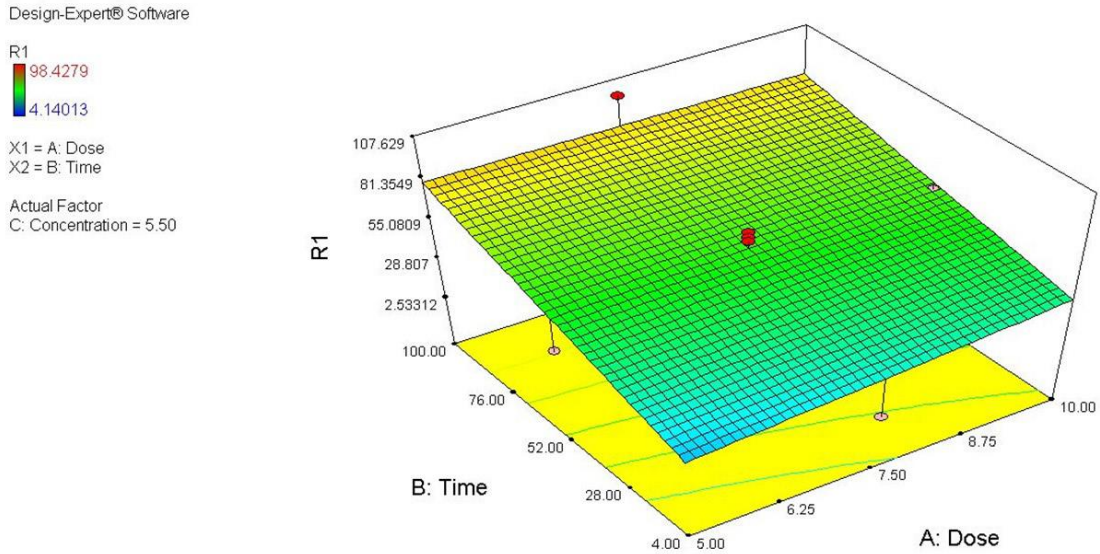 Design-Expert® Software
R1
98.4279
4.14013
X1 = A: Dose
X2 = B: Time
Actual Factor
C: Concentration = 5.50
107.629
81.3549
55.0809
28.807
2.53312
R1
100.00
76.00
52.00
28.00
4.00
B: Time
5.00
6.25
7.50
8.75
10.00
A: Dose